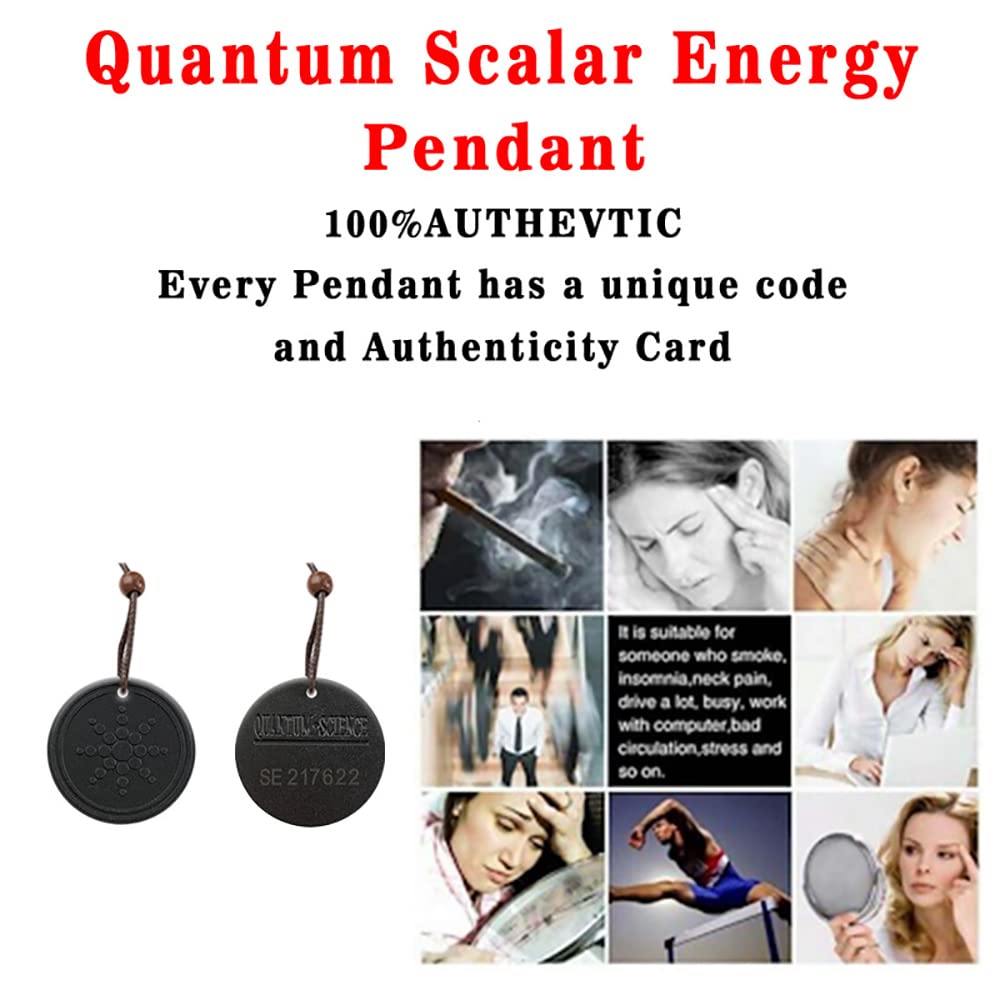 Quantum Scalar Energy
Pendant
100%AUTHEVTIC
Every Pendant has a unique code
and Authenticity Card
QUANTUM SCIENCE
SE 217622
It is suitable for
someone who smoke,
insomnia,neck pain,
drive a lot, busy, work
with computer,bad
circulation,stress and
so on.